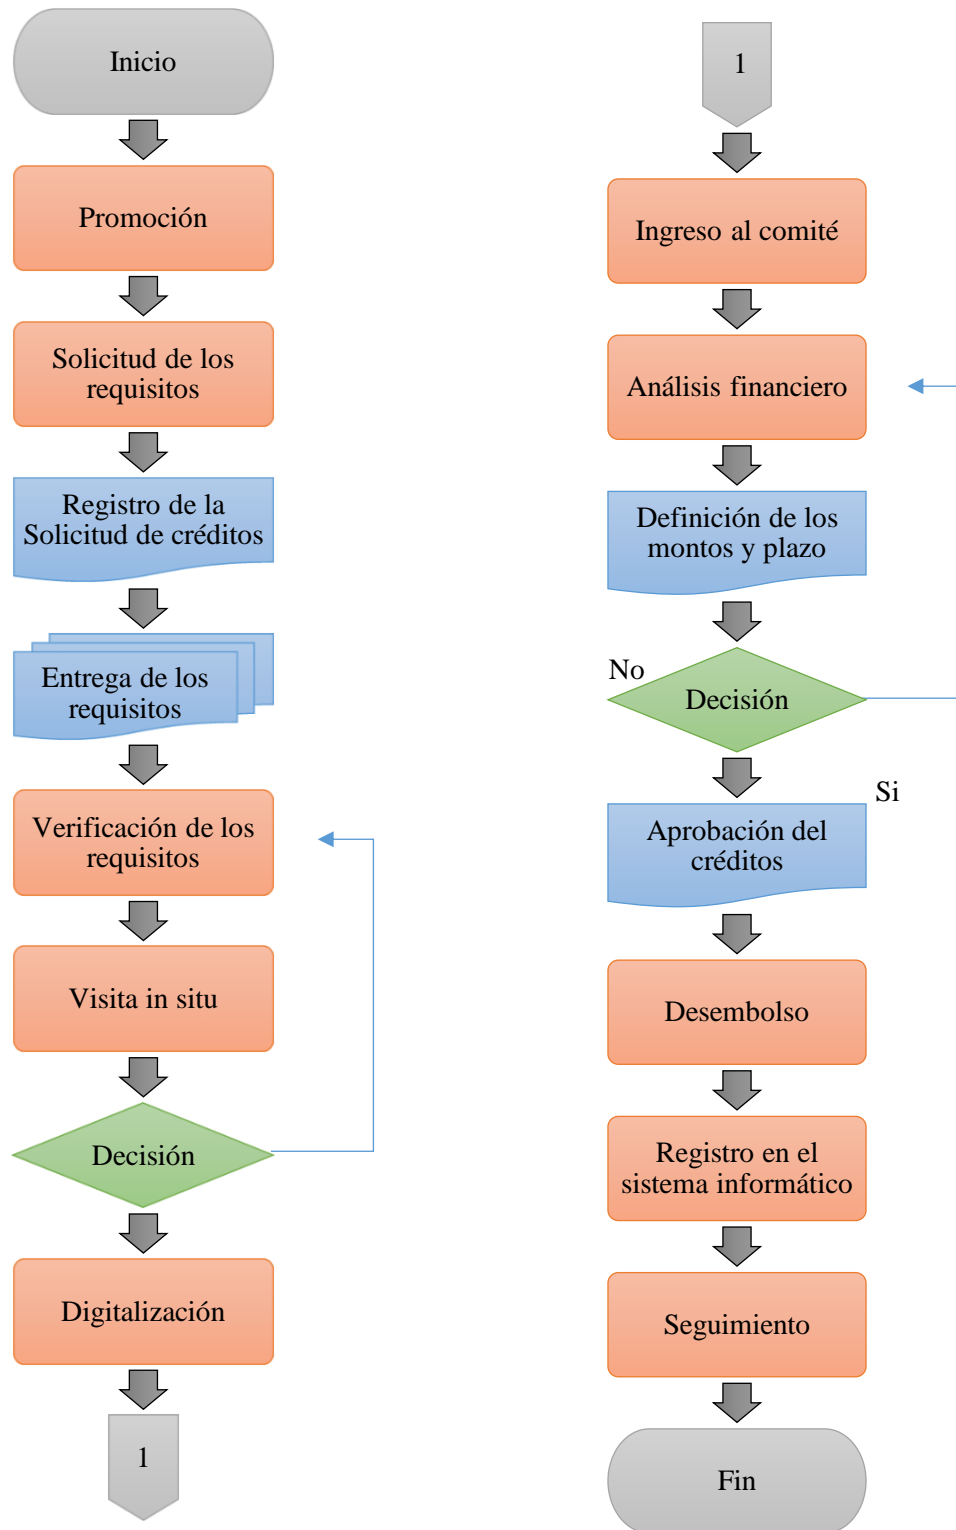 Inicio
Promoción
Solicitud de los
requisitos
Registro de la
Solicitud de créditos
Entrega de los
requisitos
Verificación de los
requisitos
Visita in situ
Decisión
Digitalización
1
1
Ingreso al comité
Análisis financiero
Definición de los
montos y plazo
No
Decisión
Si
Aprobación del
créditos
Desembolso
Registro en el
sistema informático
Seguimiento
Fin